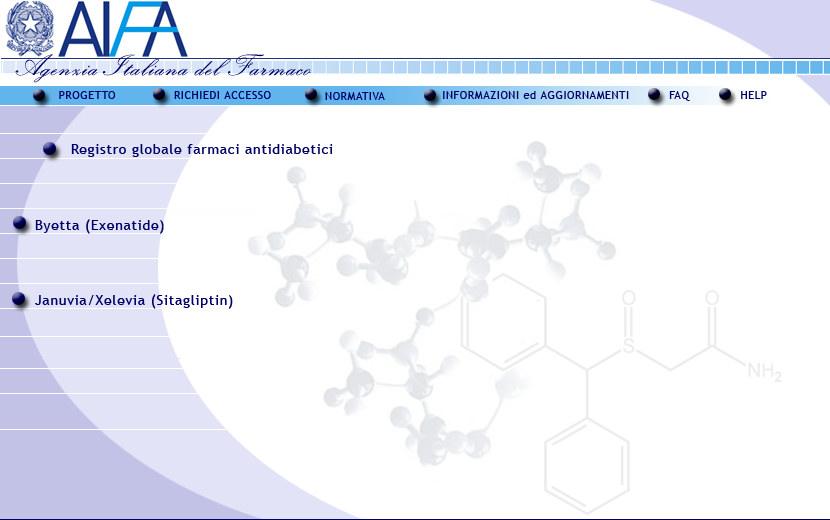 AIFA
Agenzia Italiana del Farmaco
PROGETTO RICHIEDI ACCESSO NORMATIVA INFORMAZIONI ed AGGIORNAMENTI FAQ HELP
Registro globale farmaci antidiabetici
Byetta (Exenatide)
Januvia/Xelevia (Sitagliptin)
O O
S
NH2